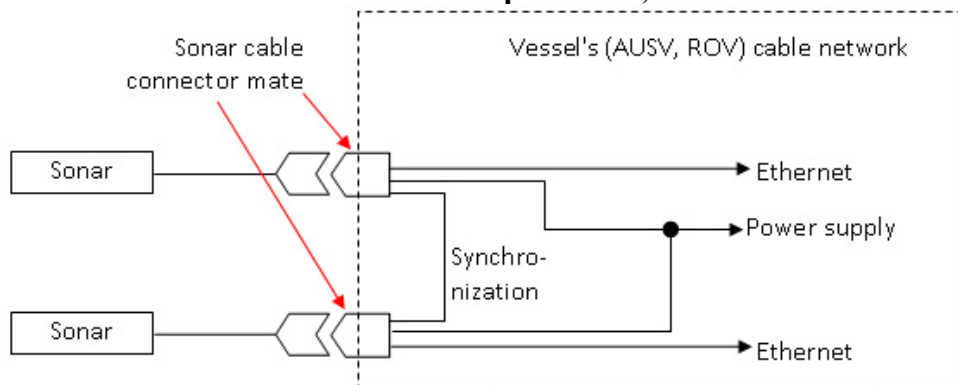 Sonar cable
connector mate
Vessel's (AUSV, ROV) cable network
Sonar
Ethernet
Power supply
Synchro-
nization
Sonar
Ethernet